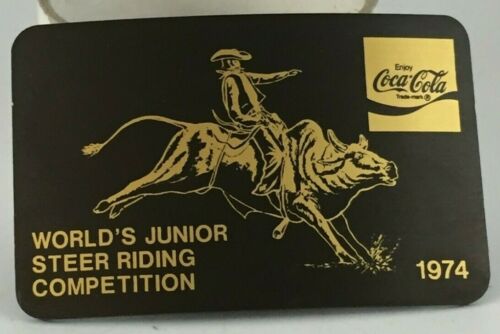 Enjoy
Coca-Cola
Trade-mark ®
WORLD'S JUNIOR
STEER RIDING
COMPETITION
1974